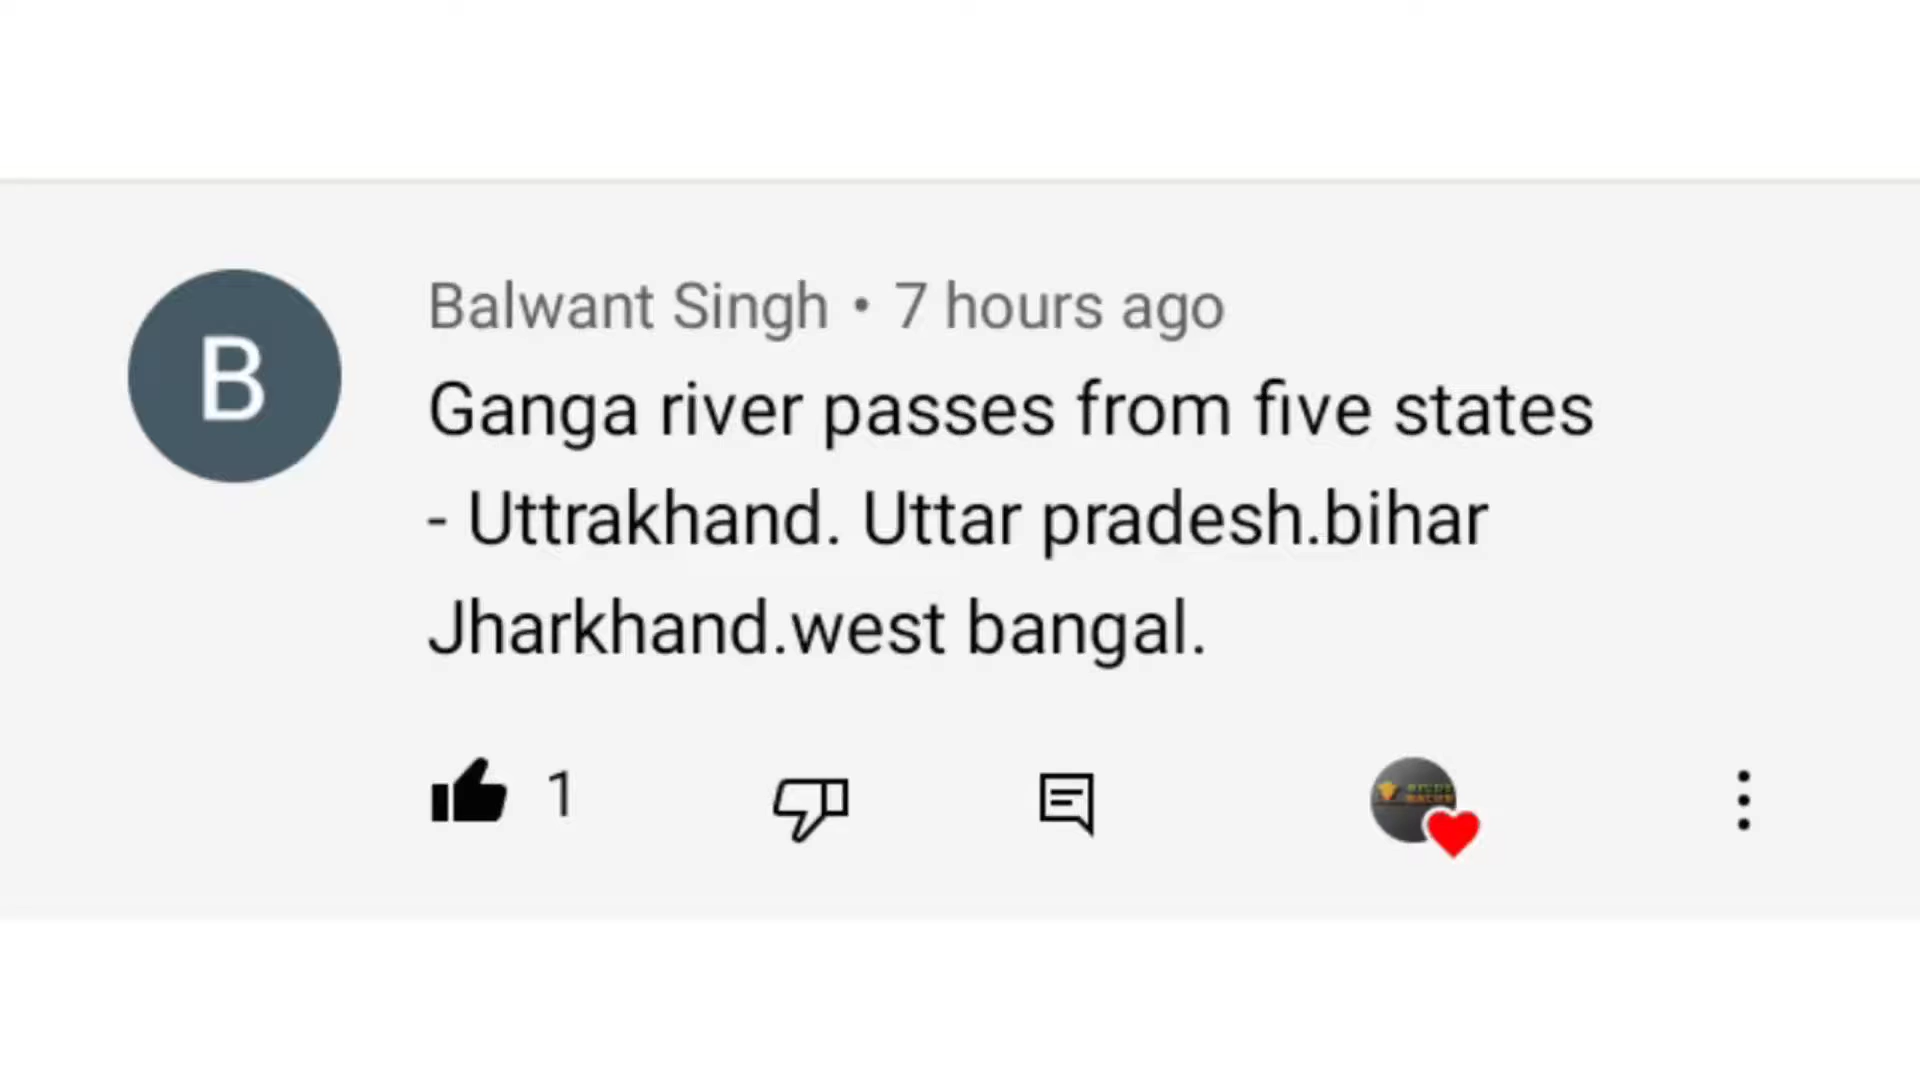 B
Balwant Singh • 7 hours ago
Ganga river passes from five states
- Uttrakhand. Uttar pradesh.bihar
Jharkhand.west bangal.
1